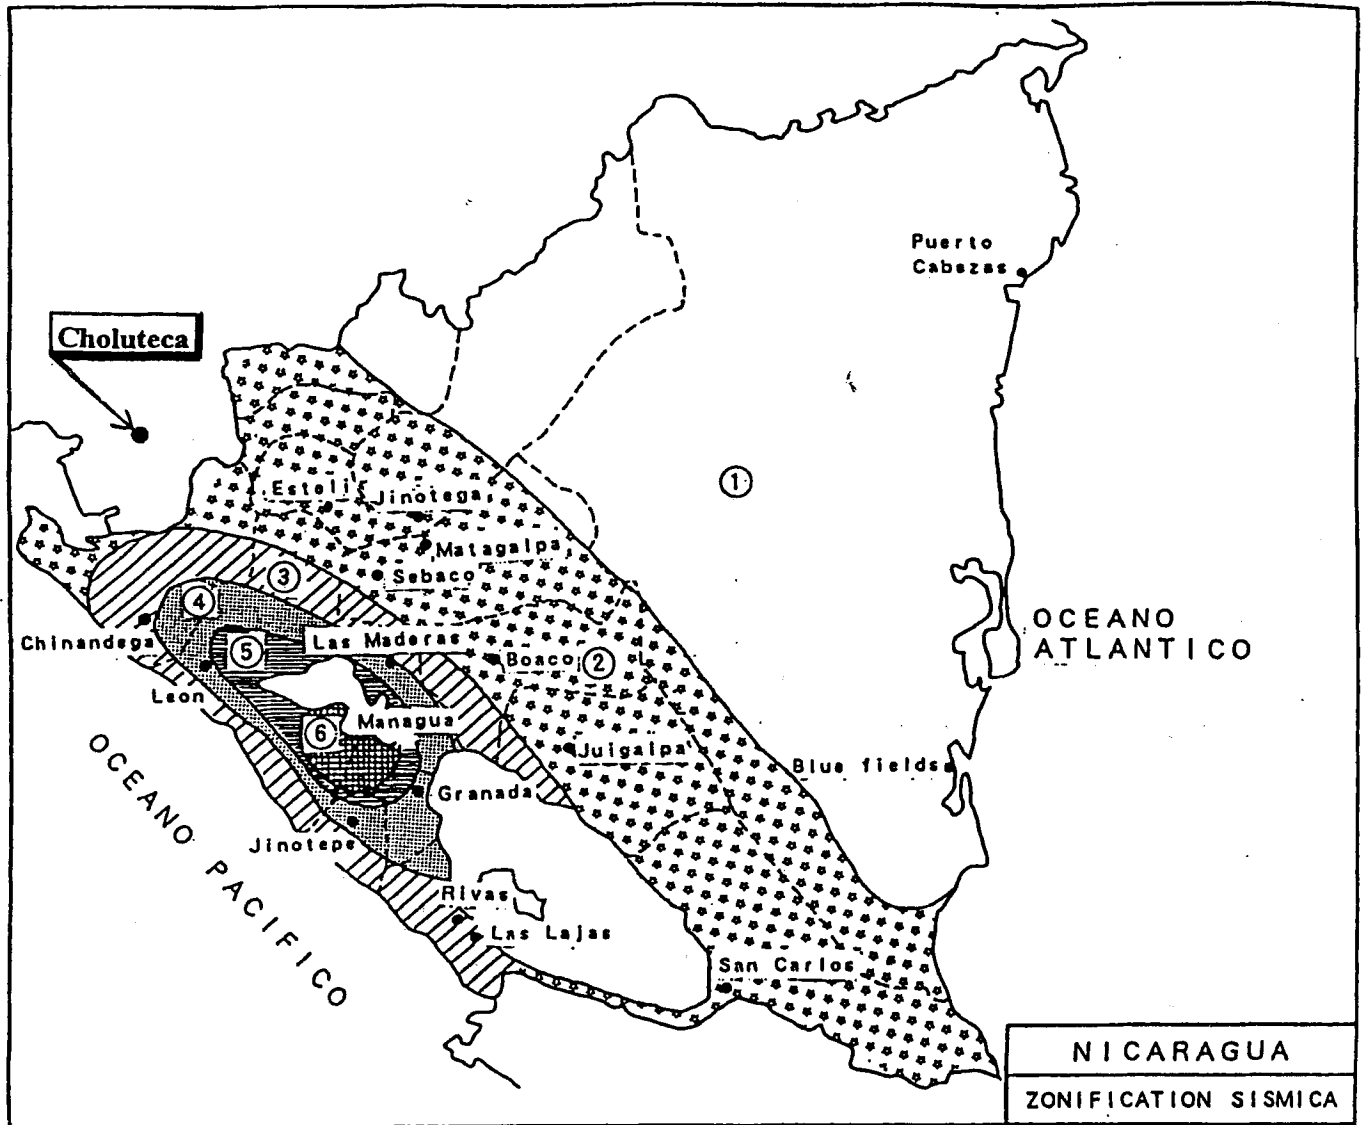 Puerto
Cabezas
Choluteca
1
Esteli
Jinotega
Matagalpa
3
Sebaco
4
Chinandega
Las Maderas
5
Boaco
2
OCEANO
ATLANTICO
Leon
Managua
6
Juigalpa
Blue fields
Granada
Jinotepe
OCEANO PACIFICO
Rivas
Las Lajas
San Carlos
NICARAGUA
ZONIFICATION SISMICA